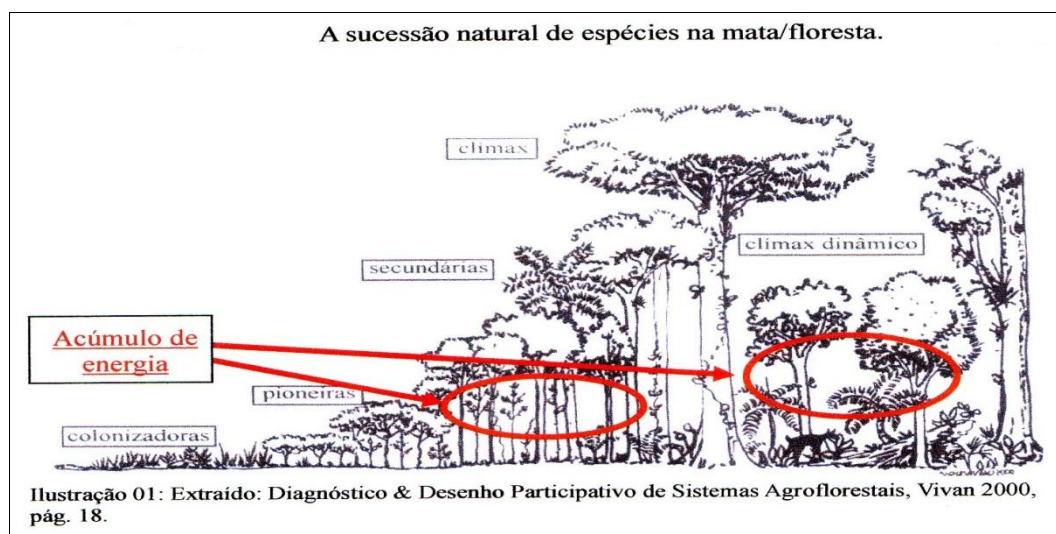 A sucessão natural de espécies na mata/floresta.
clímax
clímax dinâmico
secundárias
Acúmulo de
energia
pioneiras
colonizadoras
Ilustração 01: Extraído: Diagnóstico & Desenho Participativo de Sistemas Agroflorestais, Vivan 2000,
pág. 18.